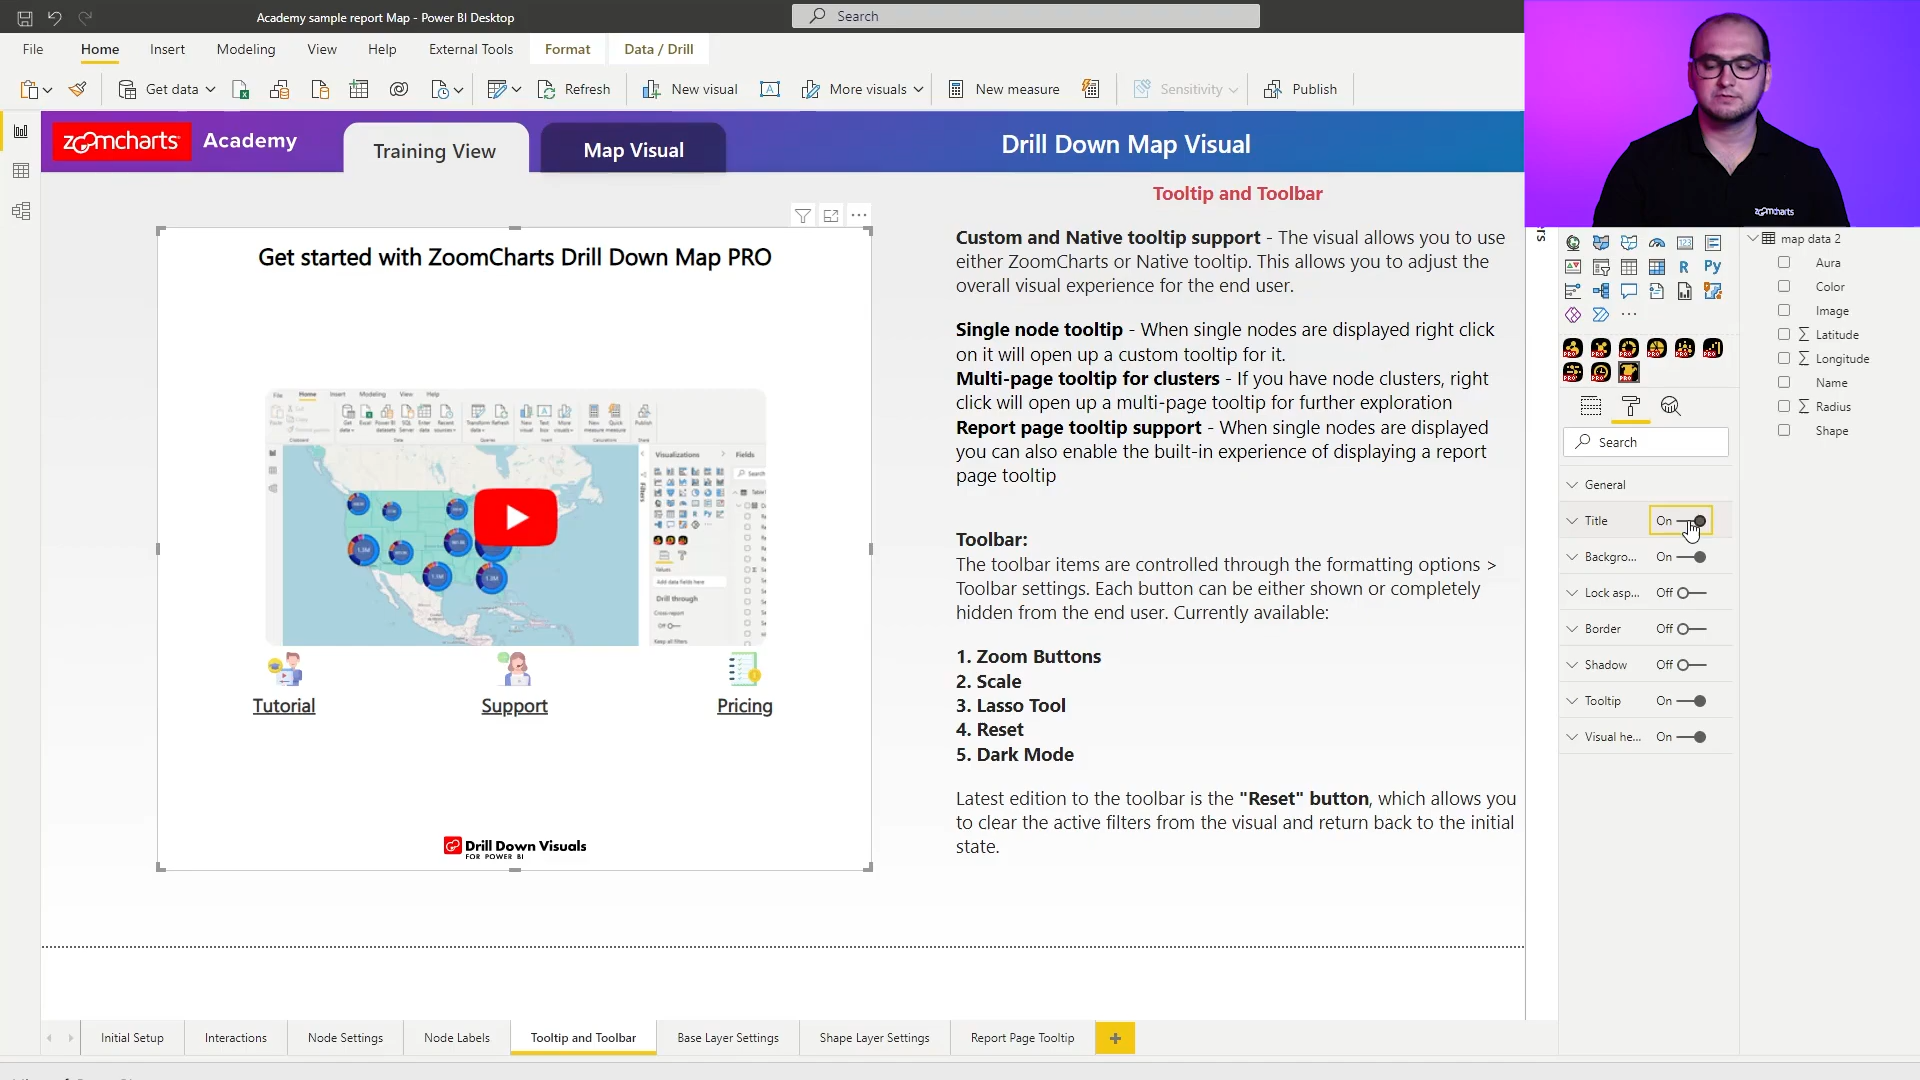 Academy sample report Map - Power BI Desktop
Search
File
Home
Insert
Modeling
View
Help
External Tools
Format
Data / Drill
Get data
Refresh
New visual
More visuals
New measure
Sensitivity
Publish
zoomcharts
Academy
Training View
Map Visual
Drill Down Map Visual
Tooltip and Toolbar
Get started with ZoomCharts Drill Down Map PRO
Tutorial
Support
Pricing
Drill Down Visuals
FOR POWER BI
Custom and Native tooltip support - The visual allows you to use
either ZoomCharts or Native tooltip. This allows you to adjust the
overall visual experience for the end user.
Single node tooltip - When single nodes are displayed right click
on it will open up a custom tooltip for it.
Multi-page tooltip for clusters - If you have node clusters, right
click will open up a multi-page tooltip for further exploration
Report page tooltip support - When single nodes are displayed
you can also enable the built-in experience of displaying a report
page tooltip
Toolbar:
The toolbar items are controlled through the formatting options >
Toolbar settings. Each button can be either shown or completely
hidden from the end user. Currently available:
1. Zoom Buttons
2. Scale
3. Lasso Tool
4. Reset
5. Dark Mode
Latest edition to the toolbar is the "Reset" button, which allows you
to clear the active filters from the visual and return back to the initial
state.
zoomcharts
R
Py
Search
General
Title
On
Backgro...
On
Lock asp...
Off
Border
Off
Shadow
Off
Tooltip
On
Visual he...
On
map data 2
Aura
Color
Image
Latitude
Longitude
Name
Radius
Shape
Initial Setup
Interactions
Node Settings
Node Labels
Tooltip and Toolbar
Base Layer Settings
Shape Layer Settings
Report Page Tooltip